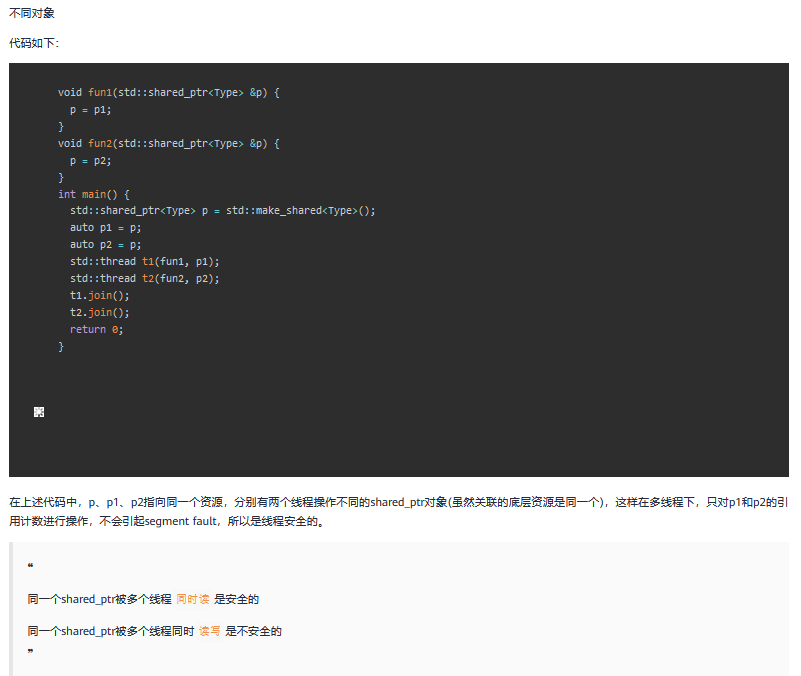 不同对象
代码如下：
void fun1(std::shared_ptr<Type> &p) {
  p = p1;
}
void fun2(std::shared_ptr<Type> &p) {
  p = p2;
}
int main() {
  std::shared_ptr<Type> p = std::make_shared<Type>();
  auto p1 = p;
  auto p2 = p;
  std::thread t1(fun1, p1);
  std::thread t2(fun2, p2);
  t1.join();
  t2.join();
  return 0;
}
在上述代码中，p、p1、p2指向同一个资源，分别有两个线程操作不同的shared_ptr对象(虽然关联的底层资源是同一个)，这样在多线程下，只对p1和p2的引
用计数进行操作，不会引起segment fault，所以是线程安全的。
❝
同一个shared_ptr被多个线程 同时读 是安全的
同一个shared_ptr被多个线程同时 读写 是不安全的
❞